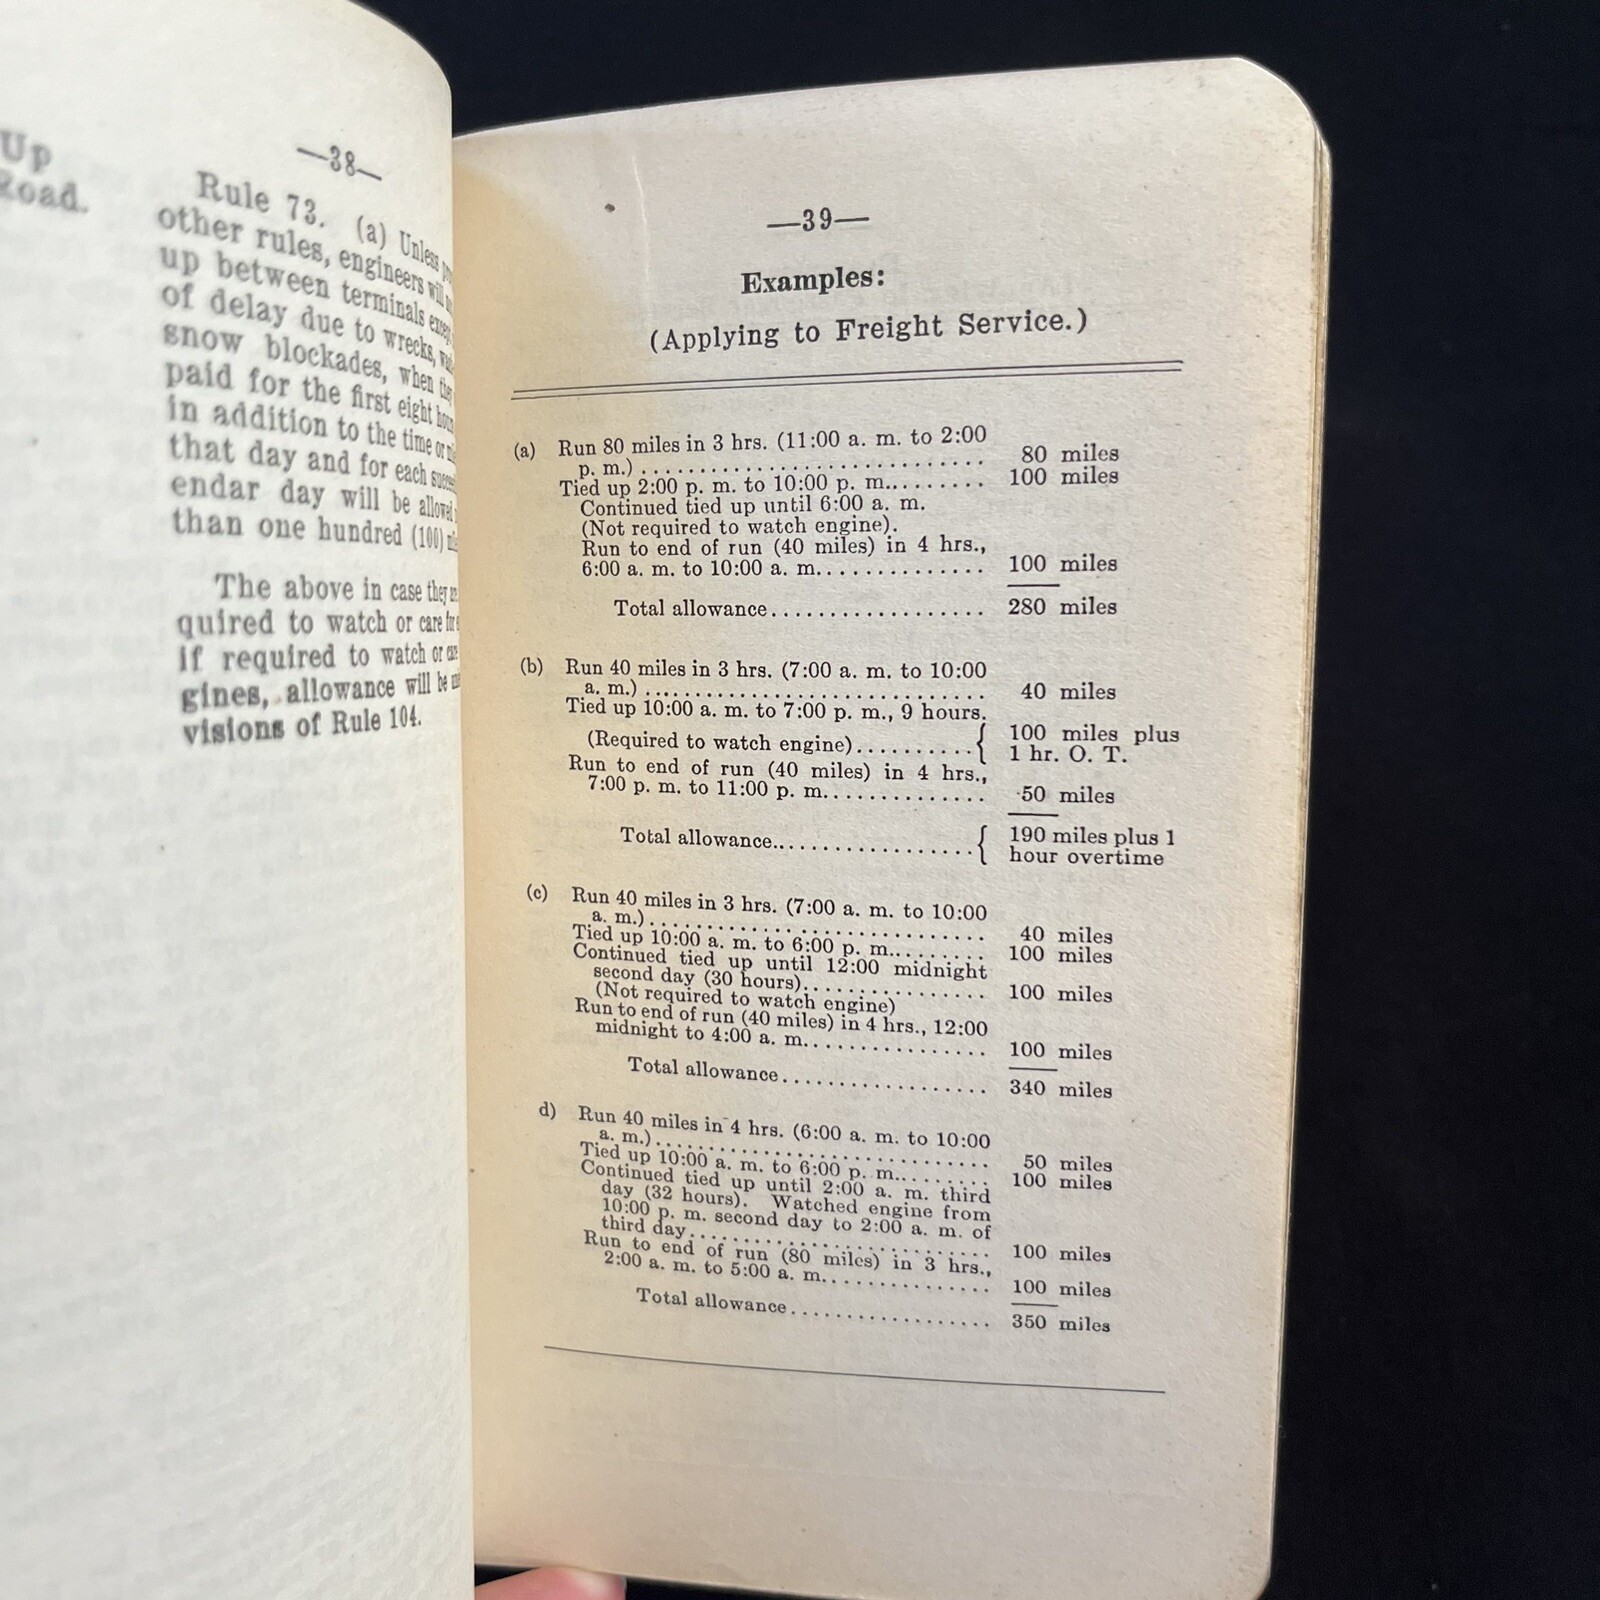 Up
Road.
—38—
Rule 73. (a) Unless
other rules, engineers will
up between terminals
of delay due to wrecks,
snow blockades, when they
paid for the first eight
in addition to the time or
that day and for each
endar day will be allowed
than one hundred (100)
The above in case they
quired to watch or care for
if required to watch or
gines, allowance will be
visions of Rule 104.
—39—
Examples:
(Applying to Freight Service.)
(a) Run 80 miles in 3 hrs. (11:00 a. m. to 2:00
p. m.) .............................. 80 miles
Tied up 2:00 p. m. to 10:00 p. m.......... 100 miles
Continued tied up until 6:00 a. m.
(Not required to watch engine).
Run to end of run (40 miles) in 4 hrs.,
6:00 a. m. to 10:00 a. m............... 100 miles
Total allowance................... 280 miles
(b) Run 40 miles in 3 hrs. (7:00 a. m. to 10:00
a. m.) .............................. 40 miles
Tied up 10:00 a. m. to 7:00 p. m., 9 hours.
(Required to watch engine).......... { 100 miles plus
1 hr. O. T.
Run to end of run (40 miles) in 4 hrs.,
7:00 p. m. to 11:00 p. m............... 50 miles
Total allowance.................... { 190 miles plus 1
hour overtime
(c) Run 40 miles in 3 hrs. (7:00 a. m. to 10:00
a. m.).............................. 40 miles
Tied up 10:00 a. m. to 6:00 p. m.......... 100 miles
Continued tied up until 12:00 midnight
second day (30 hours)................. 100 miles
(Not required to watch engine)
Run to end of run (40 miles) in 4 hrs., 12:00
midnight to 4:00 a. m................. 100 miles
Total allowance................... 340 miles
d) Run 40 miles in 4 hrs. (6:00 a. m. to 10:00
a. m.).............................. 50 miles
Tied up 10:00 a. m. to 6:00 p. m.......... 100 miles
Continued tied up until 2:00 a. m. third
day (32 hours). Watched engine from
10:00 p. m. second day to 2:00 a. m. of
third day........................... 100 miles
Run to end of run (80 miles) in 3 hrs.,
2:00 a. m. to 5:00 a. m............... 100 miles
Total allowance................... 350 miles